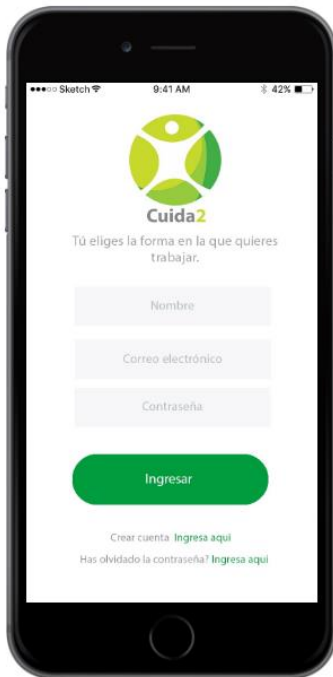 Sketch
9:41 AM
42%
Cuida2
Tú eliges la forma en la que quieres
trabajar.
Nombre
Correo electrónico
Contraseña
Ingresar
Crear cuenta Ingresa aqui
Has olvidado la contraseña? Ingresa aqui